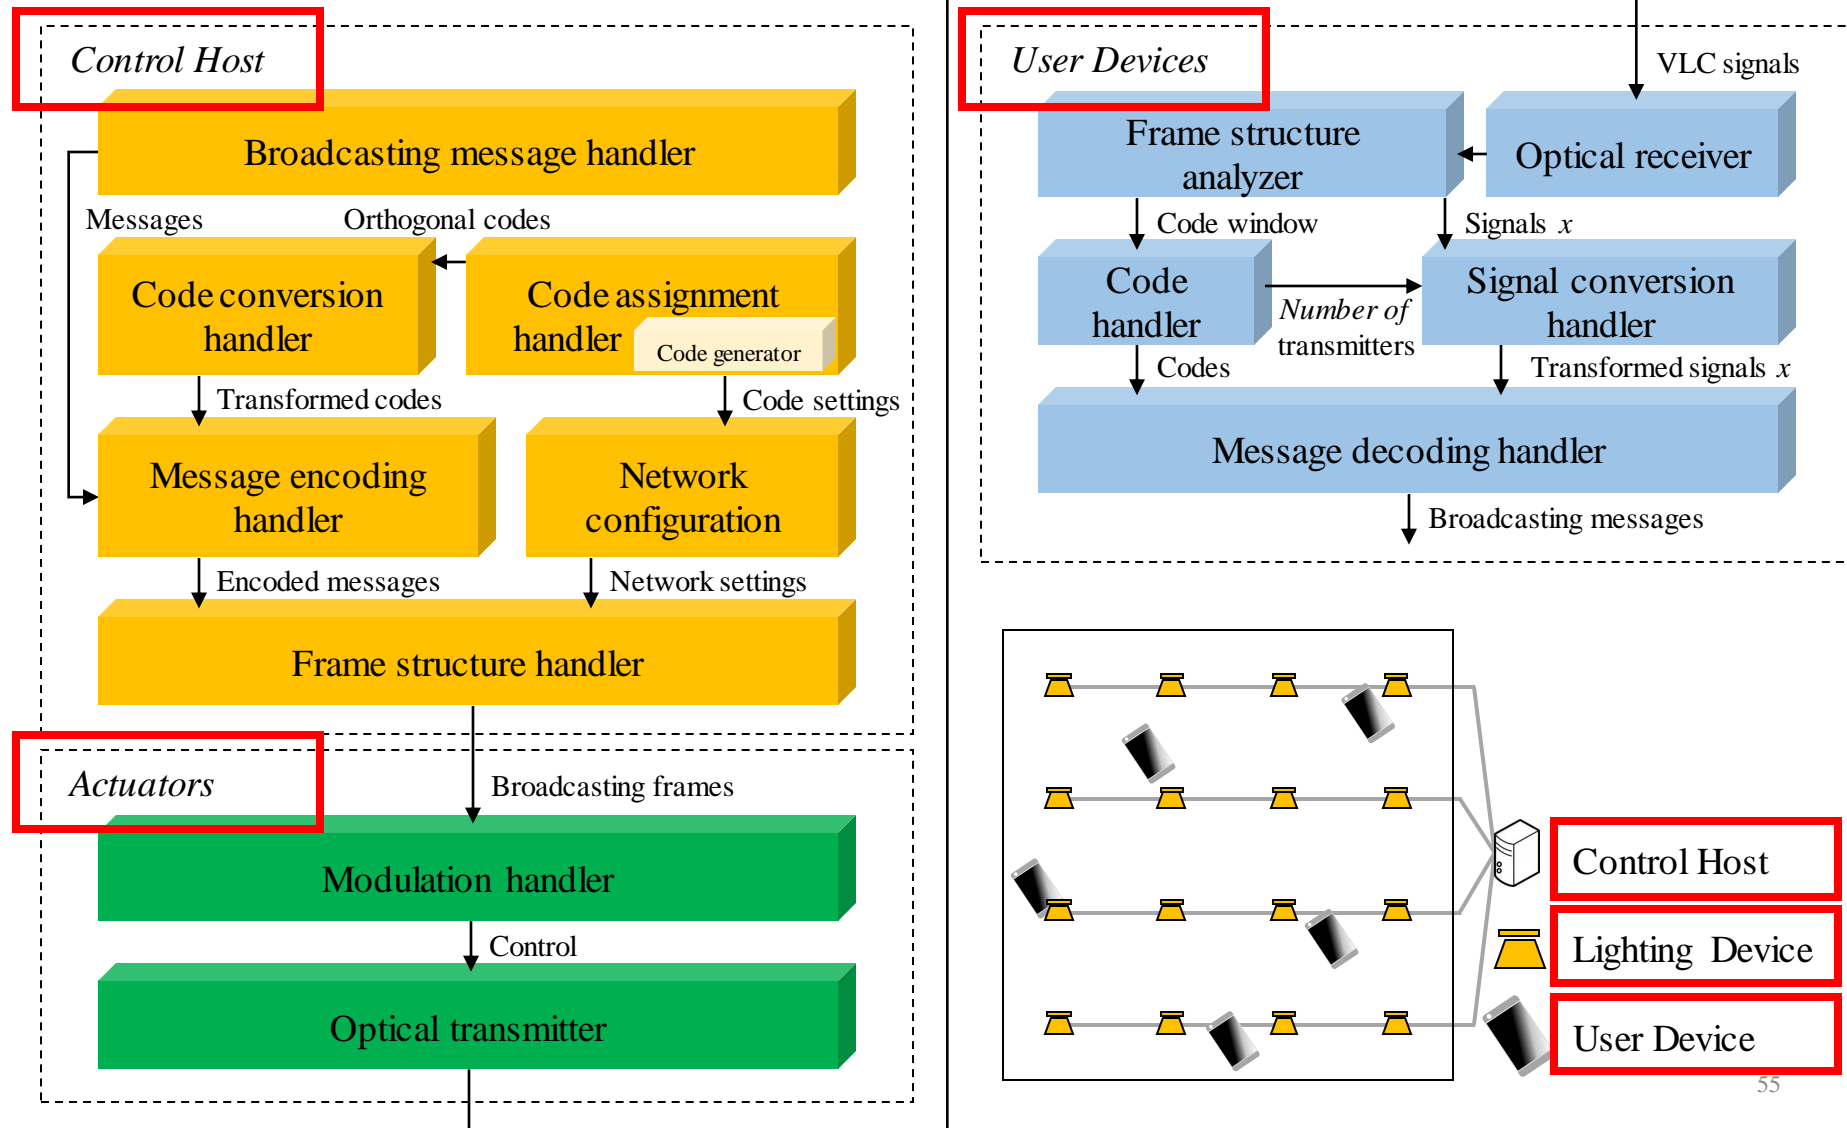 Control Host
Broadcasting message handler
Messages
Orthogonal codes
Code conversion
handler
Code assignment
handler
Code generator
Transformed codes
Code settings
Message encoding
handler
Network
configuration
Encoded messages
Network settings
Frame structure handler
Actuators
Broadcasting frames
Modulation handler
Control
Optical transmitter
User Devices
VLC signals
Frame structure
analyzer
Optical receiver
Code window
Signals x
Code
handler
Number of
transmitters
Signal conversion
handler
Codes
Transformed signals x
Message decoding handler
Broadcasting messages
Control Host
Lighting Device
User Device
55